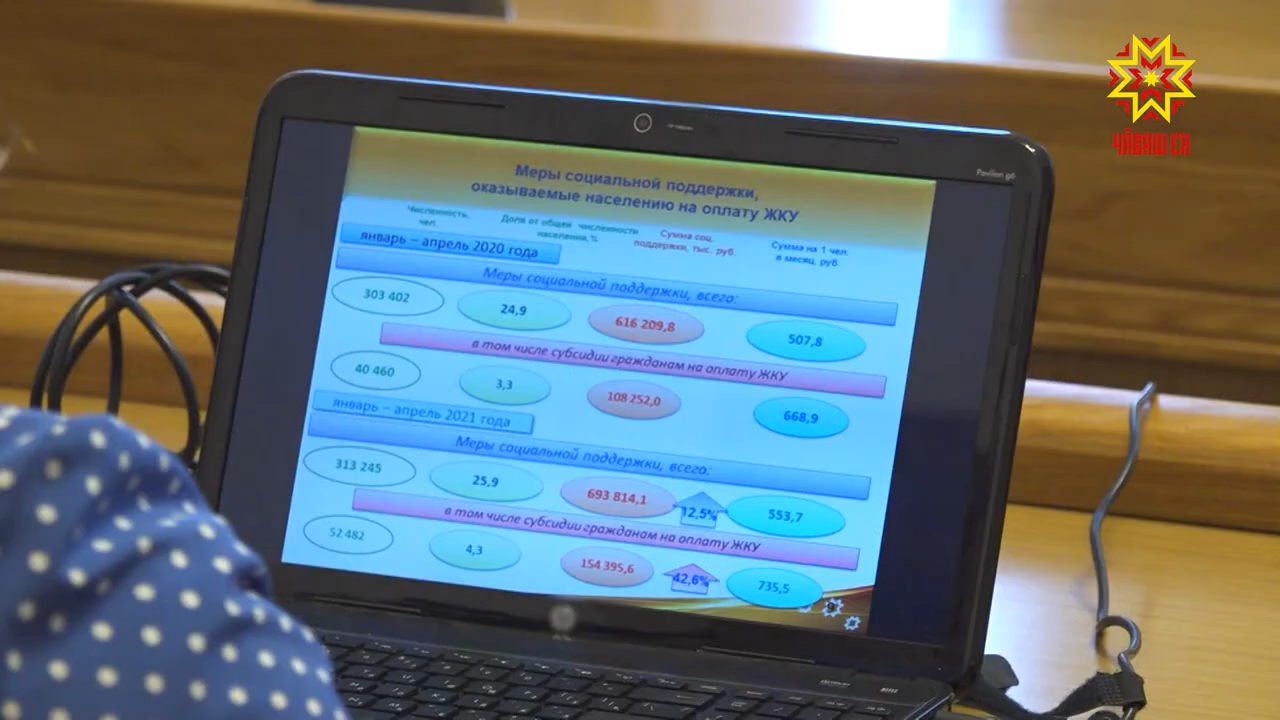 ЧӐВАШ ЕН
Pavilion g6
Меры социальной поддержки,
оказываемые населению на оплату ЖКУ
Численность,
чел.
Доля от общей численности
населения,%
Сумма соц.
поддержки, тыс. руб.
Сумма на 1 чел.
в месяц, руб.
январь – апрель 2020 года
Меры социальной поддержки, всего:
303 402
24,9
616 209,8
507,8
в том числе субсидии гражданам на оплату ЖКУ
40 460
3,3
108 252,0
668,9
январь – апрель 2021 года
Меры социальной поддержки, всего:
313 245
25,9
693 814,1
12,5%
553,7
в том числе субсидии гражданам на оплату ЖКУ
52 482
4,3
154 395,6
42,6%
735,5